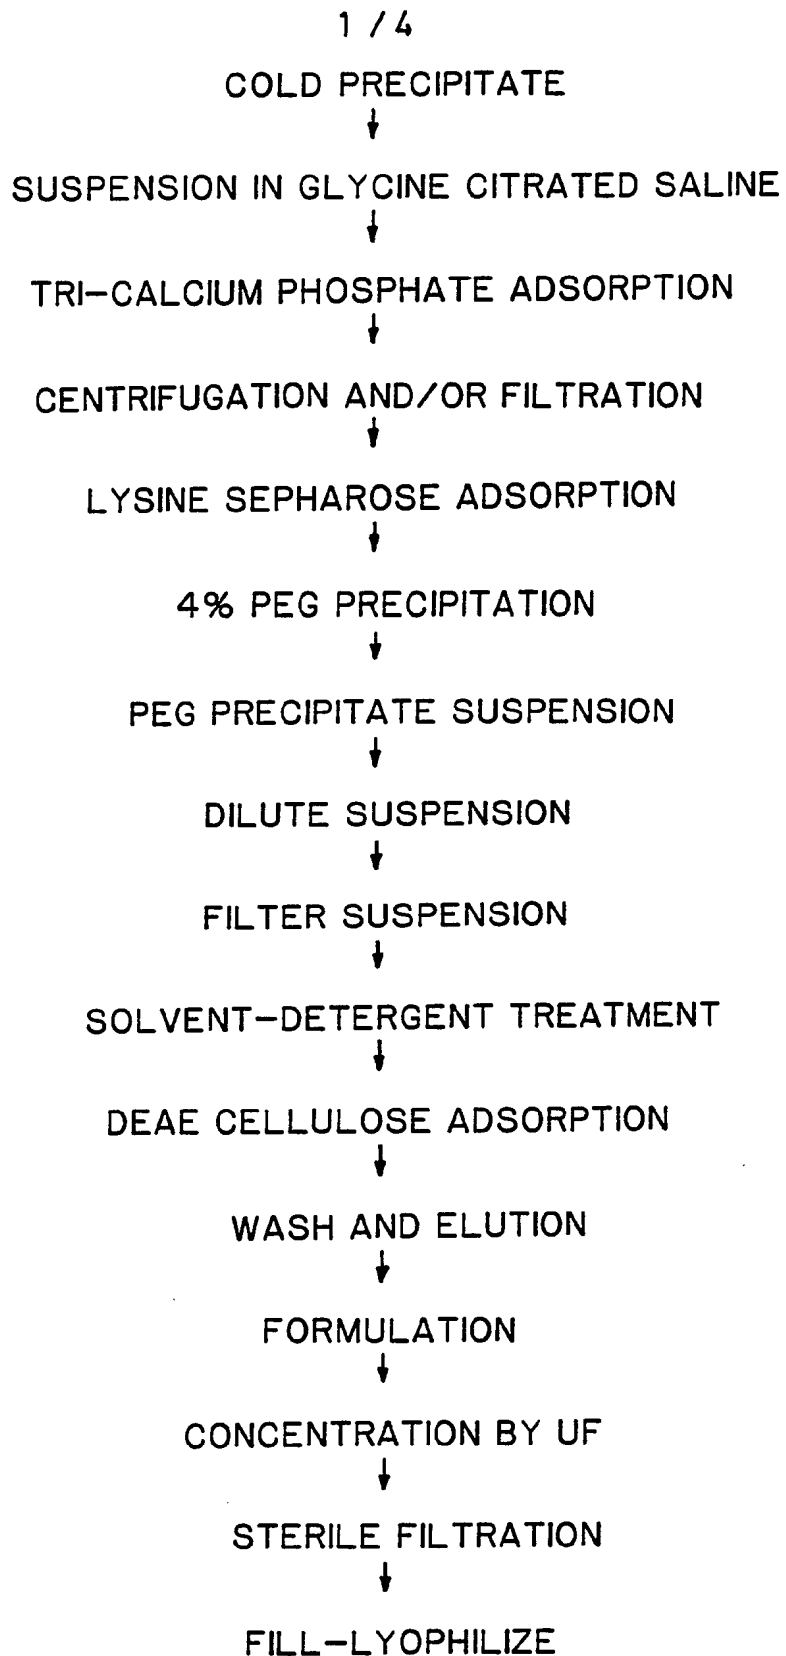 1 / 4
COLD PRECIPITATE
SUSPENSION IN GLYCINE CITRATED SALINE
TRI-CALCIUM PHOSPHATE ADSORPTION
CENTRIFUGATION AND/OR FILTRATION
LYSINE SEPHAROSE ADSORPTION
4% PEG PRECIPITATION
PEG PRECIPITATE SUSPENSION
DILUTE SUSPENSION
FILTER SUSPENSION
SOLVENT-DETERGENT TREATMENT
DEAE CELLULOSE ADSORPTION
WASH AND ELUTION
FORMULATION
CONCENTRATION BY UF
STERILE FILTRATION
FILL-LYOPHILIZE